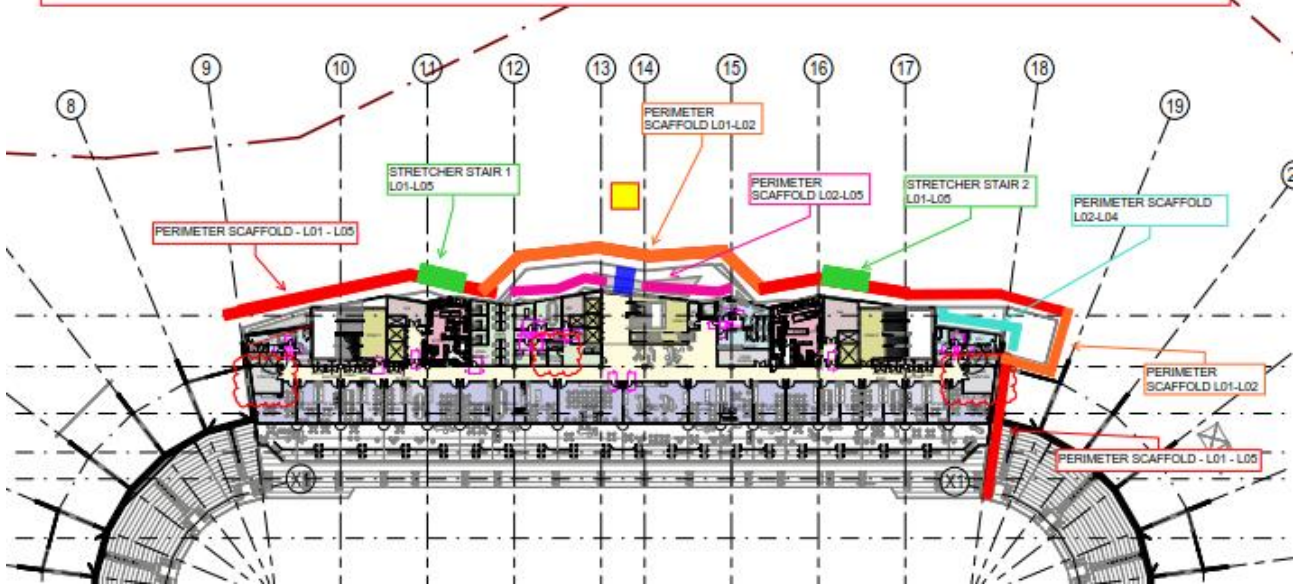 9
10
11
12
13
14
15
16
17
18
8
19
PERIMETER
SCAFFOLD L01-L02
STRETCHER STAIR 1
L01-L05
PERIMETER
SCAFFOLD L02-L05
STRETCHER STAIR 2
L01-L05
PERIMETER SCAFFOLD
L02-L04
PERIMETER SCAFFOLD - L01 - L05
PERIMETER
SCAFFOLD L01-L02
PERIMETER SCAFFOLD - L01 - L05
X1